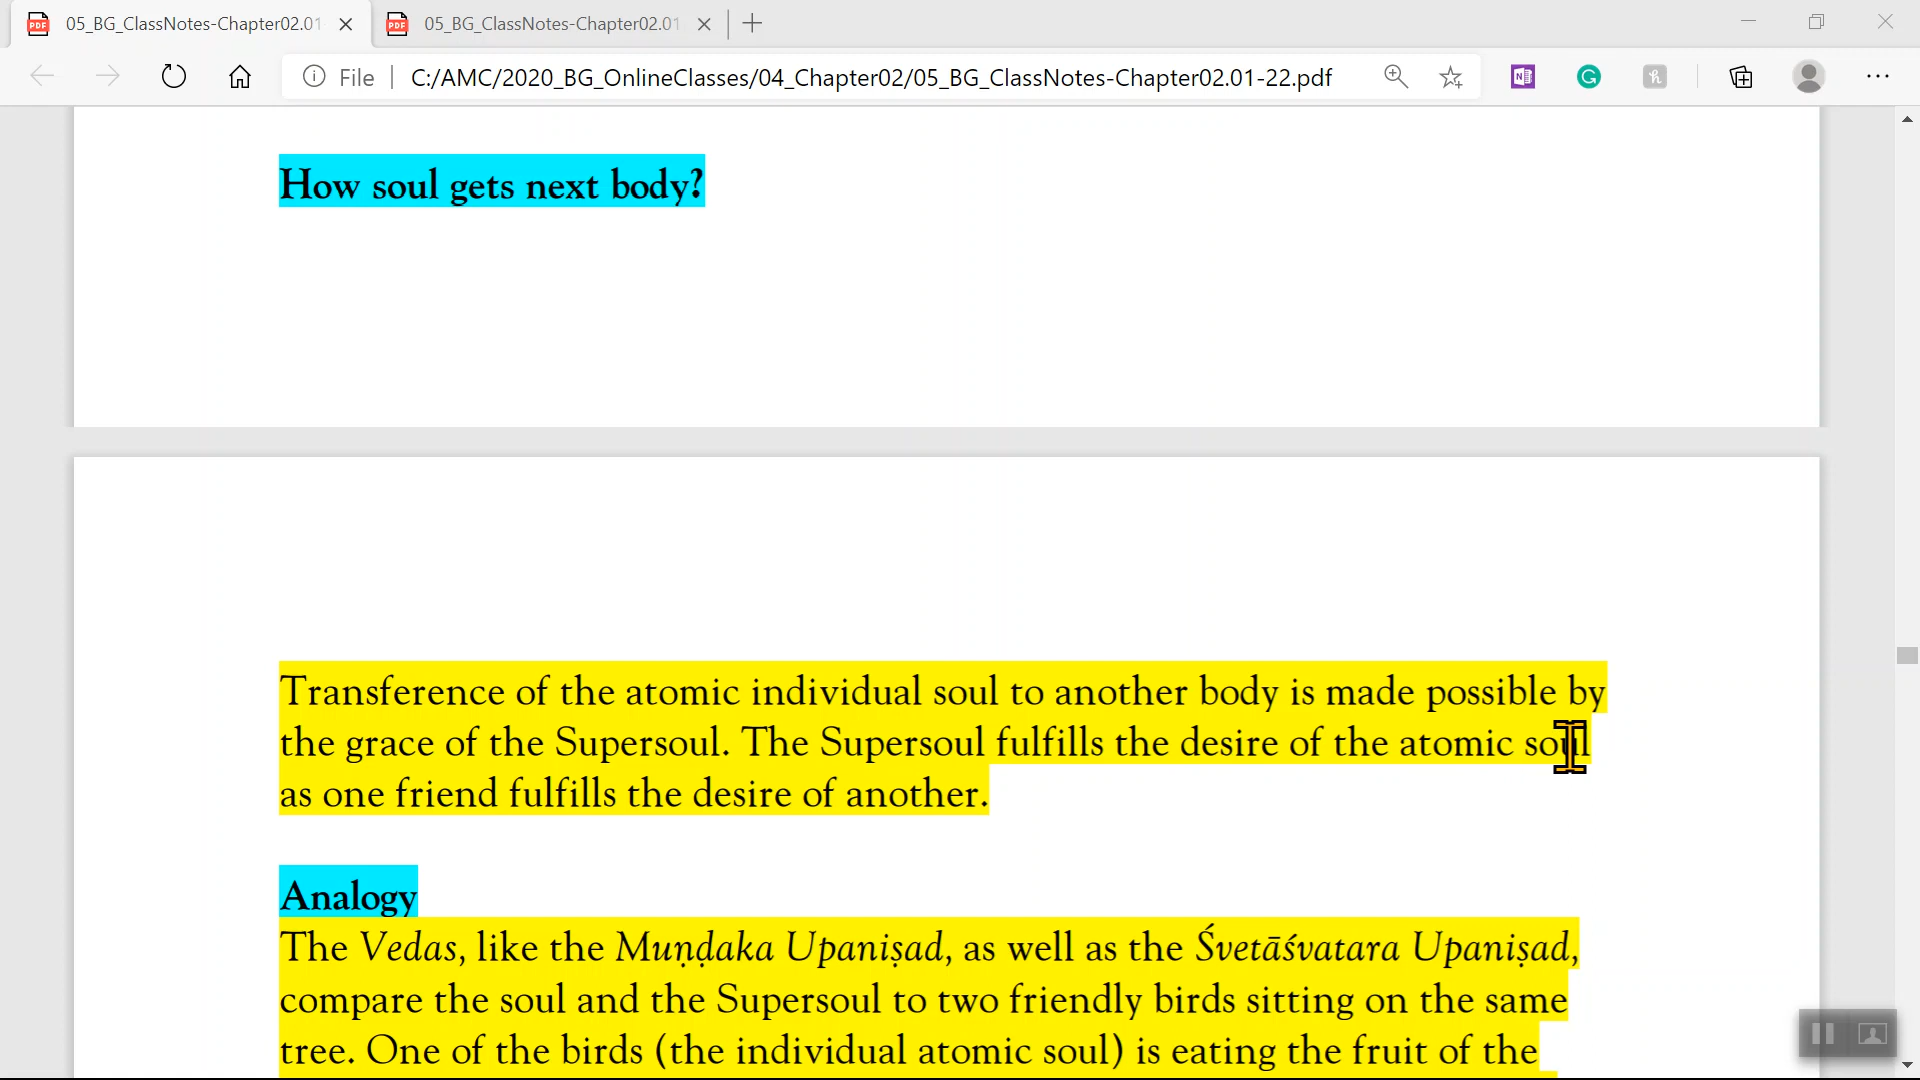 05_BG_ClassNotes-Chapter02.01
05_BG_ClassNotes-Chapter02.01
File
C:/AMC/2020_BG_OnlineClasses/04_Chapter02/05_BG_ClassNotes-Chapter02.01-22.pdf
How soul gets next body?
Transference of the atomic individual soul to another body is made possible by
the grace of the Supersoul. The Supersoul fulfills the desire of the atomic soul
as one friend fulfills the desire of another.
Analogy
The Vedas, like the Muṇḍaka Upaniṣad, as well as the Śvetāśvatara Upaniṣad,
compare the soul and the Supersoul to two friendly birds sitting on the same
tree. One of the birds (the individual atomic soul) is eating the fruit of the